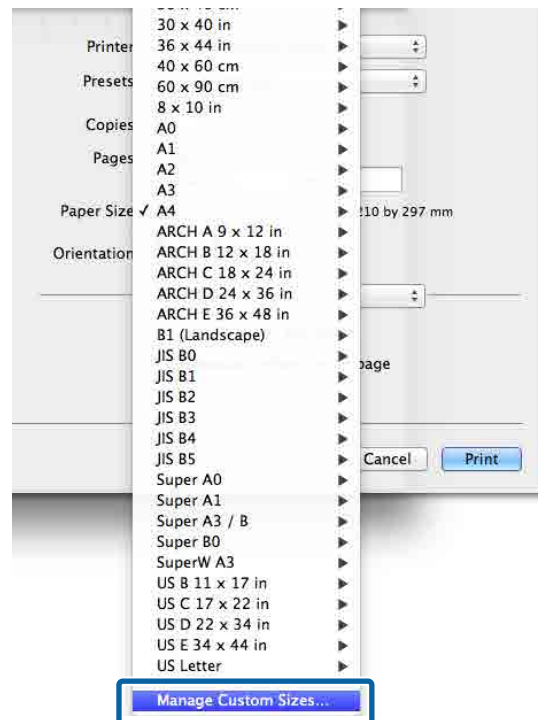 30 x 40 in
Printer 36 x 44 in
40 x 60 cm
Presets 60 x 90 cm
8 x 10 in
Copies A0
A1
Pages A2
A3
Paper Size ✓ A4 210 by 297 mm
ARCH A 9 x 12 in
Orientation ARCH B 12 x 18 in
ARCH C 18 x 24 in
ARCH D 24 x 36 in
ARCH E 36 x 48 in
B1 (Landscape)
JIS B0
JIS B1 page
JIS B2
JIS B3
JIS B4
JIS B5 Cancel Print
Super A0
Super A1
Super A3 / B
Super B0
SuperW A3
US B 11 x 17 in
US C 17 x 22 in
US D 22 x 34 in
US E 34 x 44 in
US Letter
Manage Custom Sizes...